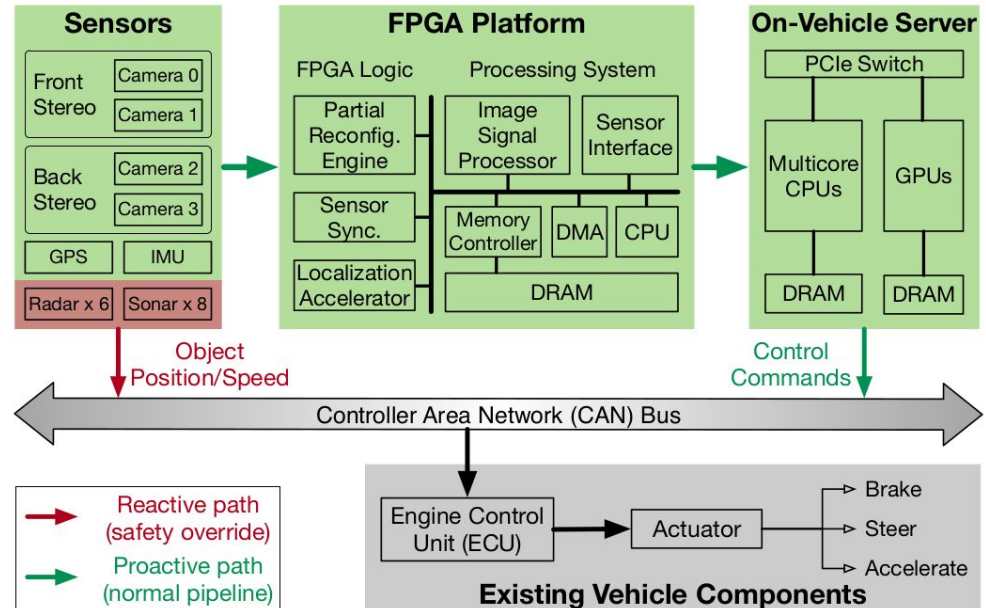 Sensors
Front
Stereo
Camera 0
Camera 1
Back
Stereo
Camera 2
Camera 3
GPS
IMU
Radar x 6
Sonar x 8
FPGA Platform
FPGA Logic
Processing System
Partial
Reconfig.
Engine
Image
Signal
Processor
Sensor
Interface
Sensor
Sync.
Memory
Controller
DMA
CPU
Localization
Accelerator
DRAM
On-Vehicle Server
PCIe Switch
Multicore
CPUs
GPUs
DRAM
DRAM
Object
Position/Speed
Control
Commands
Controller Area Network (CAN) Bus
Reactive path
(safety override)
Proactive path
(normal pipeline)
Engine Control
Unit (ECU)
Actuator
Brake
Steer
Accelerate
Existing Vehicle Components